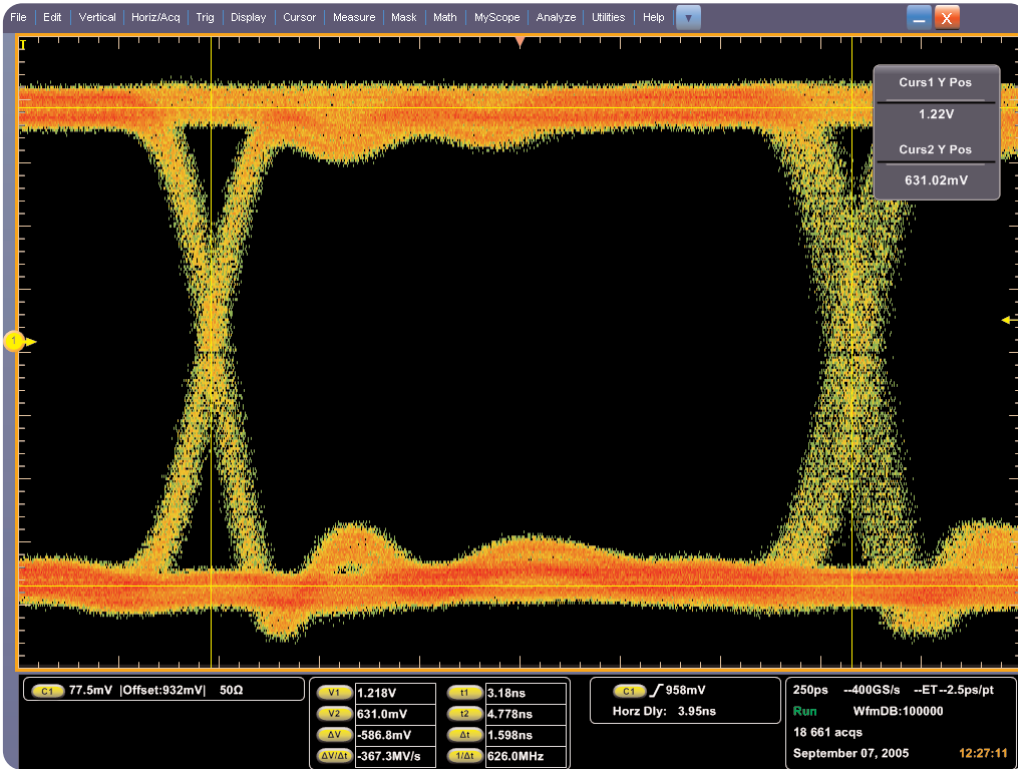 File Edit Vertical Horiz/Acq Trig Display Cursor Measure Mask Math MyScope Analyze Utilities Help
X
Curs1 Y Pos
1.22V
Curs2 Y Pos
631.02mV
1
C1 77.5mV |Offset:932mV| 50Ω
V1 1.218V
V2 631.0mV
ΔV -586.8mV
ΔV/Δt -367.3MV/s
t1 3.18ns
t2 4.778ns
Δt 1.598ns
1/Δt 626.0MHz
C1 958mV
Horz Dly: 3.95ns
250ps --400GS/s --ET--2.5ps/pt
Run WfmDB:100000
18 661 acqs
September 07, 2005 12:27:11